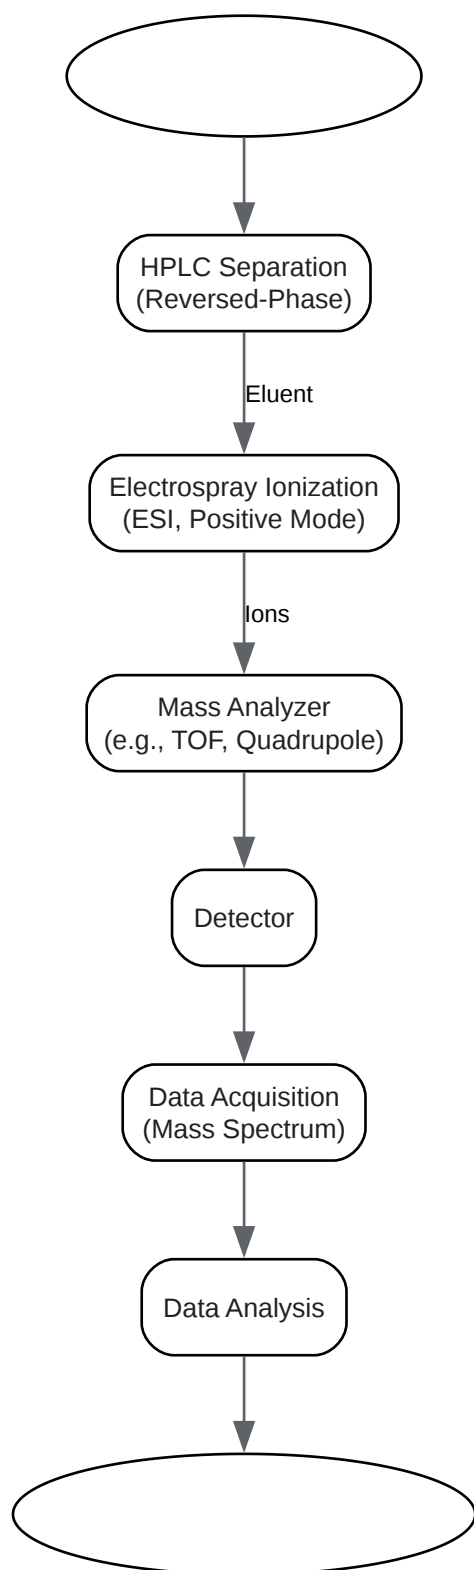 HPLC Separation
(Reversed-Phase)
Eluent
Electrospray Ionization
(ESI, Positive Mode)
Ions
Mass Analyzer
(e.g., TOF, Quadrupole)
Detector
Data Acquisition
(Mass Spectrum)
Data Analysis